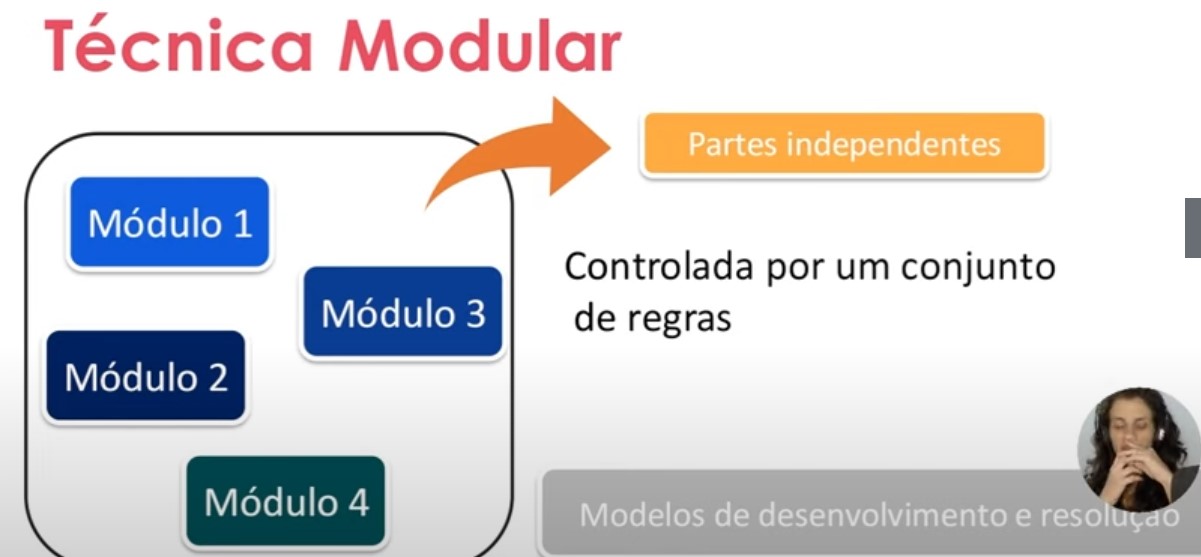 Técnica Modular
Partes independentes
Módulo 1
Controlada por um conjunto
de regras
Módulo 3
Módulo 2
Módulo 4
Modelos de desenvolvimento e resolução